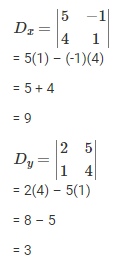 Dₓ = |5 −1|
|4 1|
= 5(1) – (-1)(4)
= 5 + 4
= 9
Dᵧ = |2 5|
|1 4|
= 2(4) – 5(1)
= 8 – 5
= 3